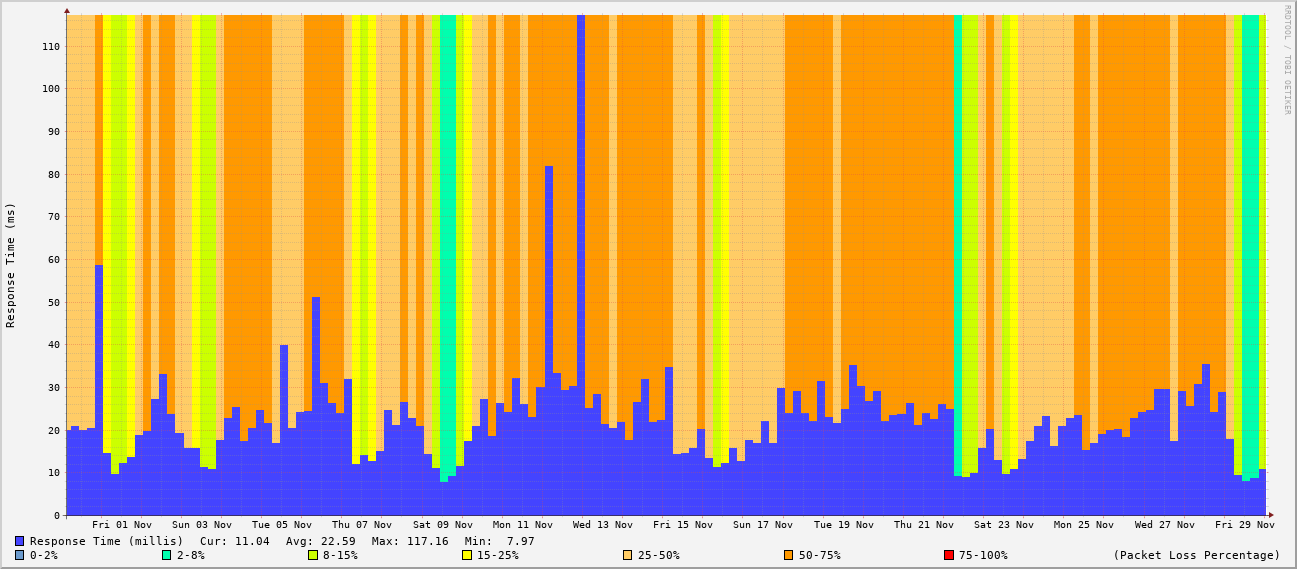 RRDTOOL / TOBI OETIKER
Response Time (ms)
110
100
90
80
70
60
50
40
30
20
10
0
Fri 01 Nov Sun 03 Nov Tue 05 Nov Thu 07 Nov Sat 09 Nov Mon 11 Nov Wed 13 Nov Fri 15 Nov Sun 17 Nov Tue 19 Nov Thu 21 Nov Sat 23 Nov Mon 25 Nov Wed 27 Nov Fri 29 Nov
Response Time (millis) Cur: 11.04 Avg: 22.59 Max: 117.16 Min: 7.97
0-2% 2-8% 8-15% 15-25% 25-50% 50-75% 75-100% (Packet Loss Percentage)